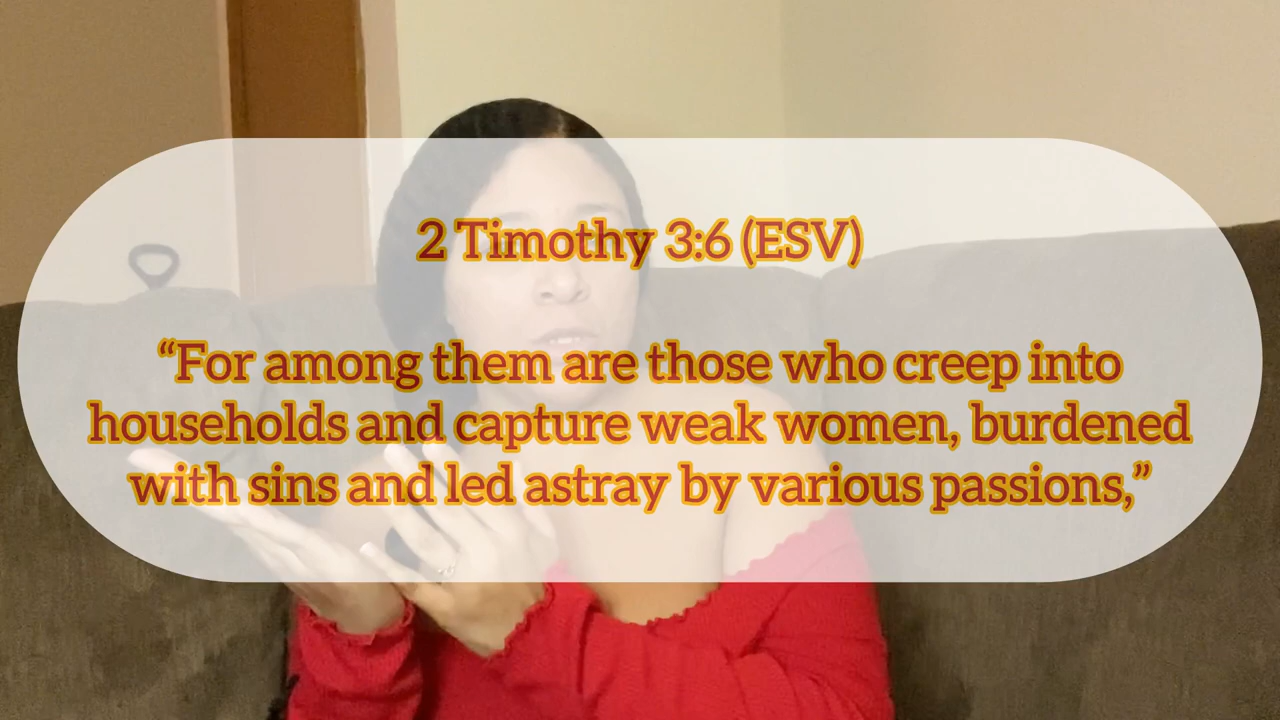 2 Timothy 3:6 (ESV)
“For among them are those who creep into
households and capture weak women, burdened
with sins and led astray by various passions,”